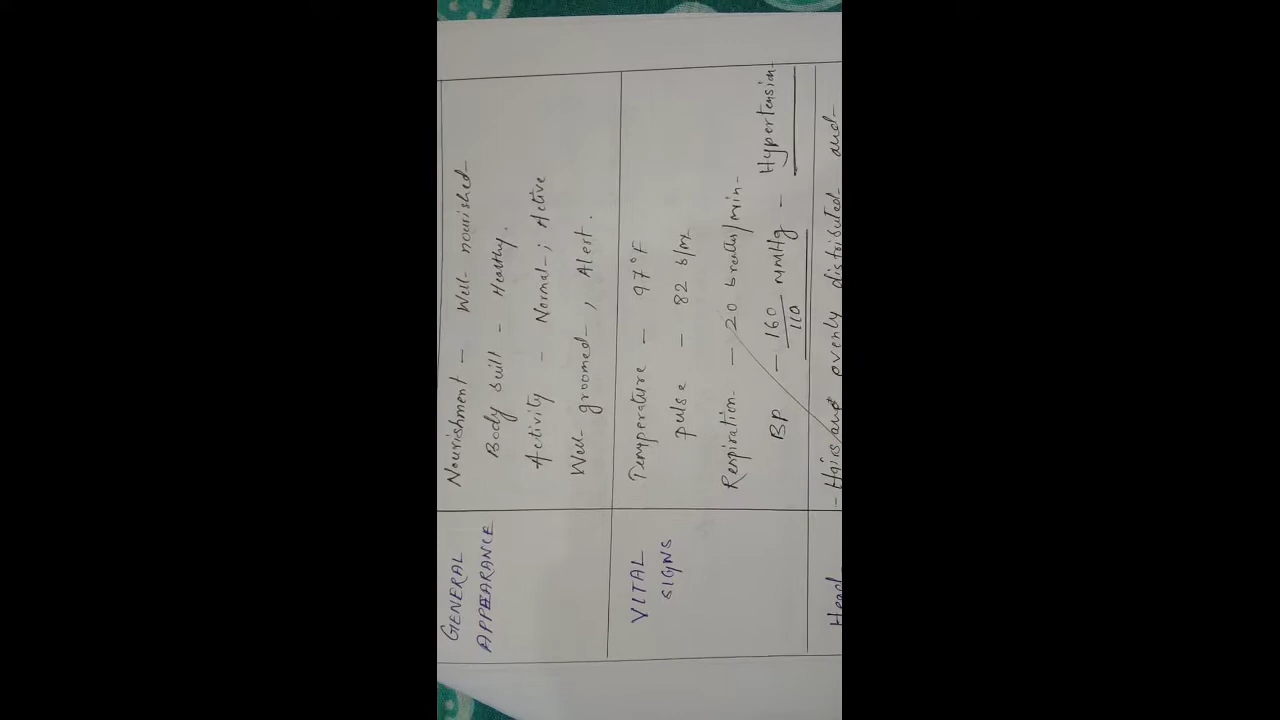 GENERAL
APPEARANCE
Nourishment - Well-nourished
Body built - Healthy.
Activity - Normal; Active
Well-groomed, Alert.
VITAL
SIGNS
Temperature - 97°F
Pulse - 82 b/m
Respiration - 20 breaths/min
BP - 160/110 mmHg - Hypertension
Head
- Hairs are evenly distributed and